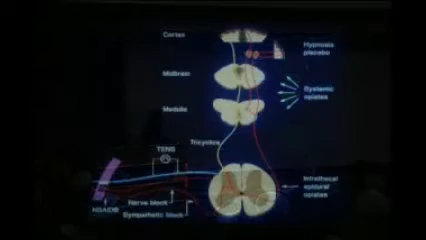 Cortex
Hypnosis
placebo
Midbrain
Systemic
opiates
Medulla
Tricyclics
TENS
Intrathecal
epidural
opiates
NSAIDS
Nerve block
Sympathetic block